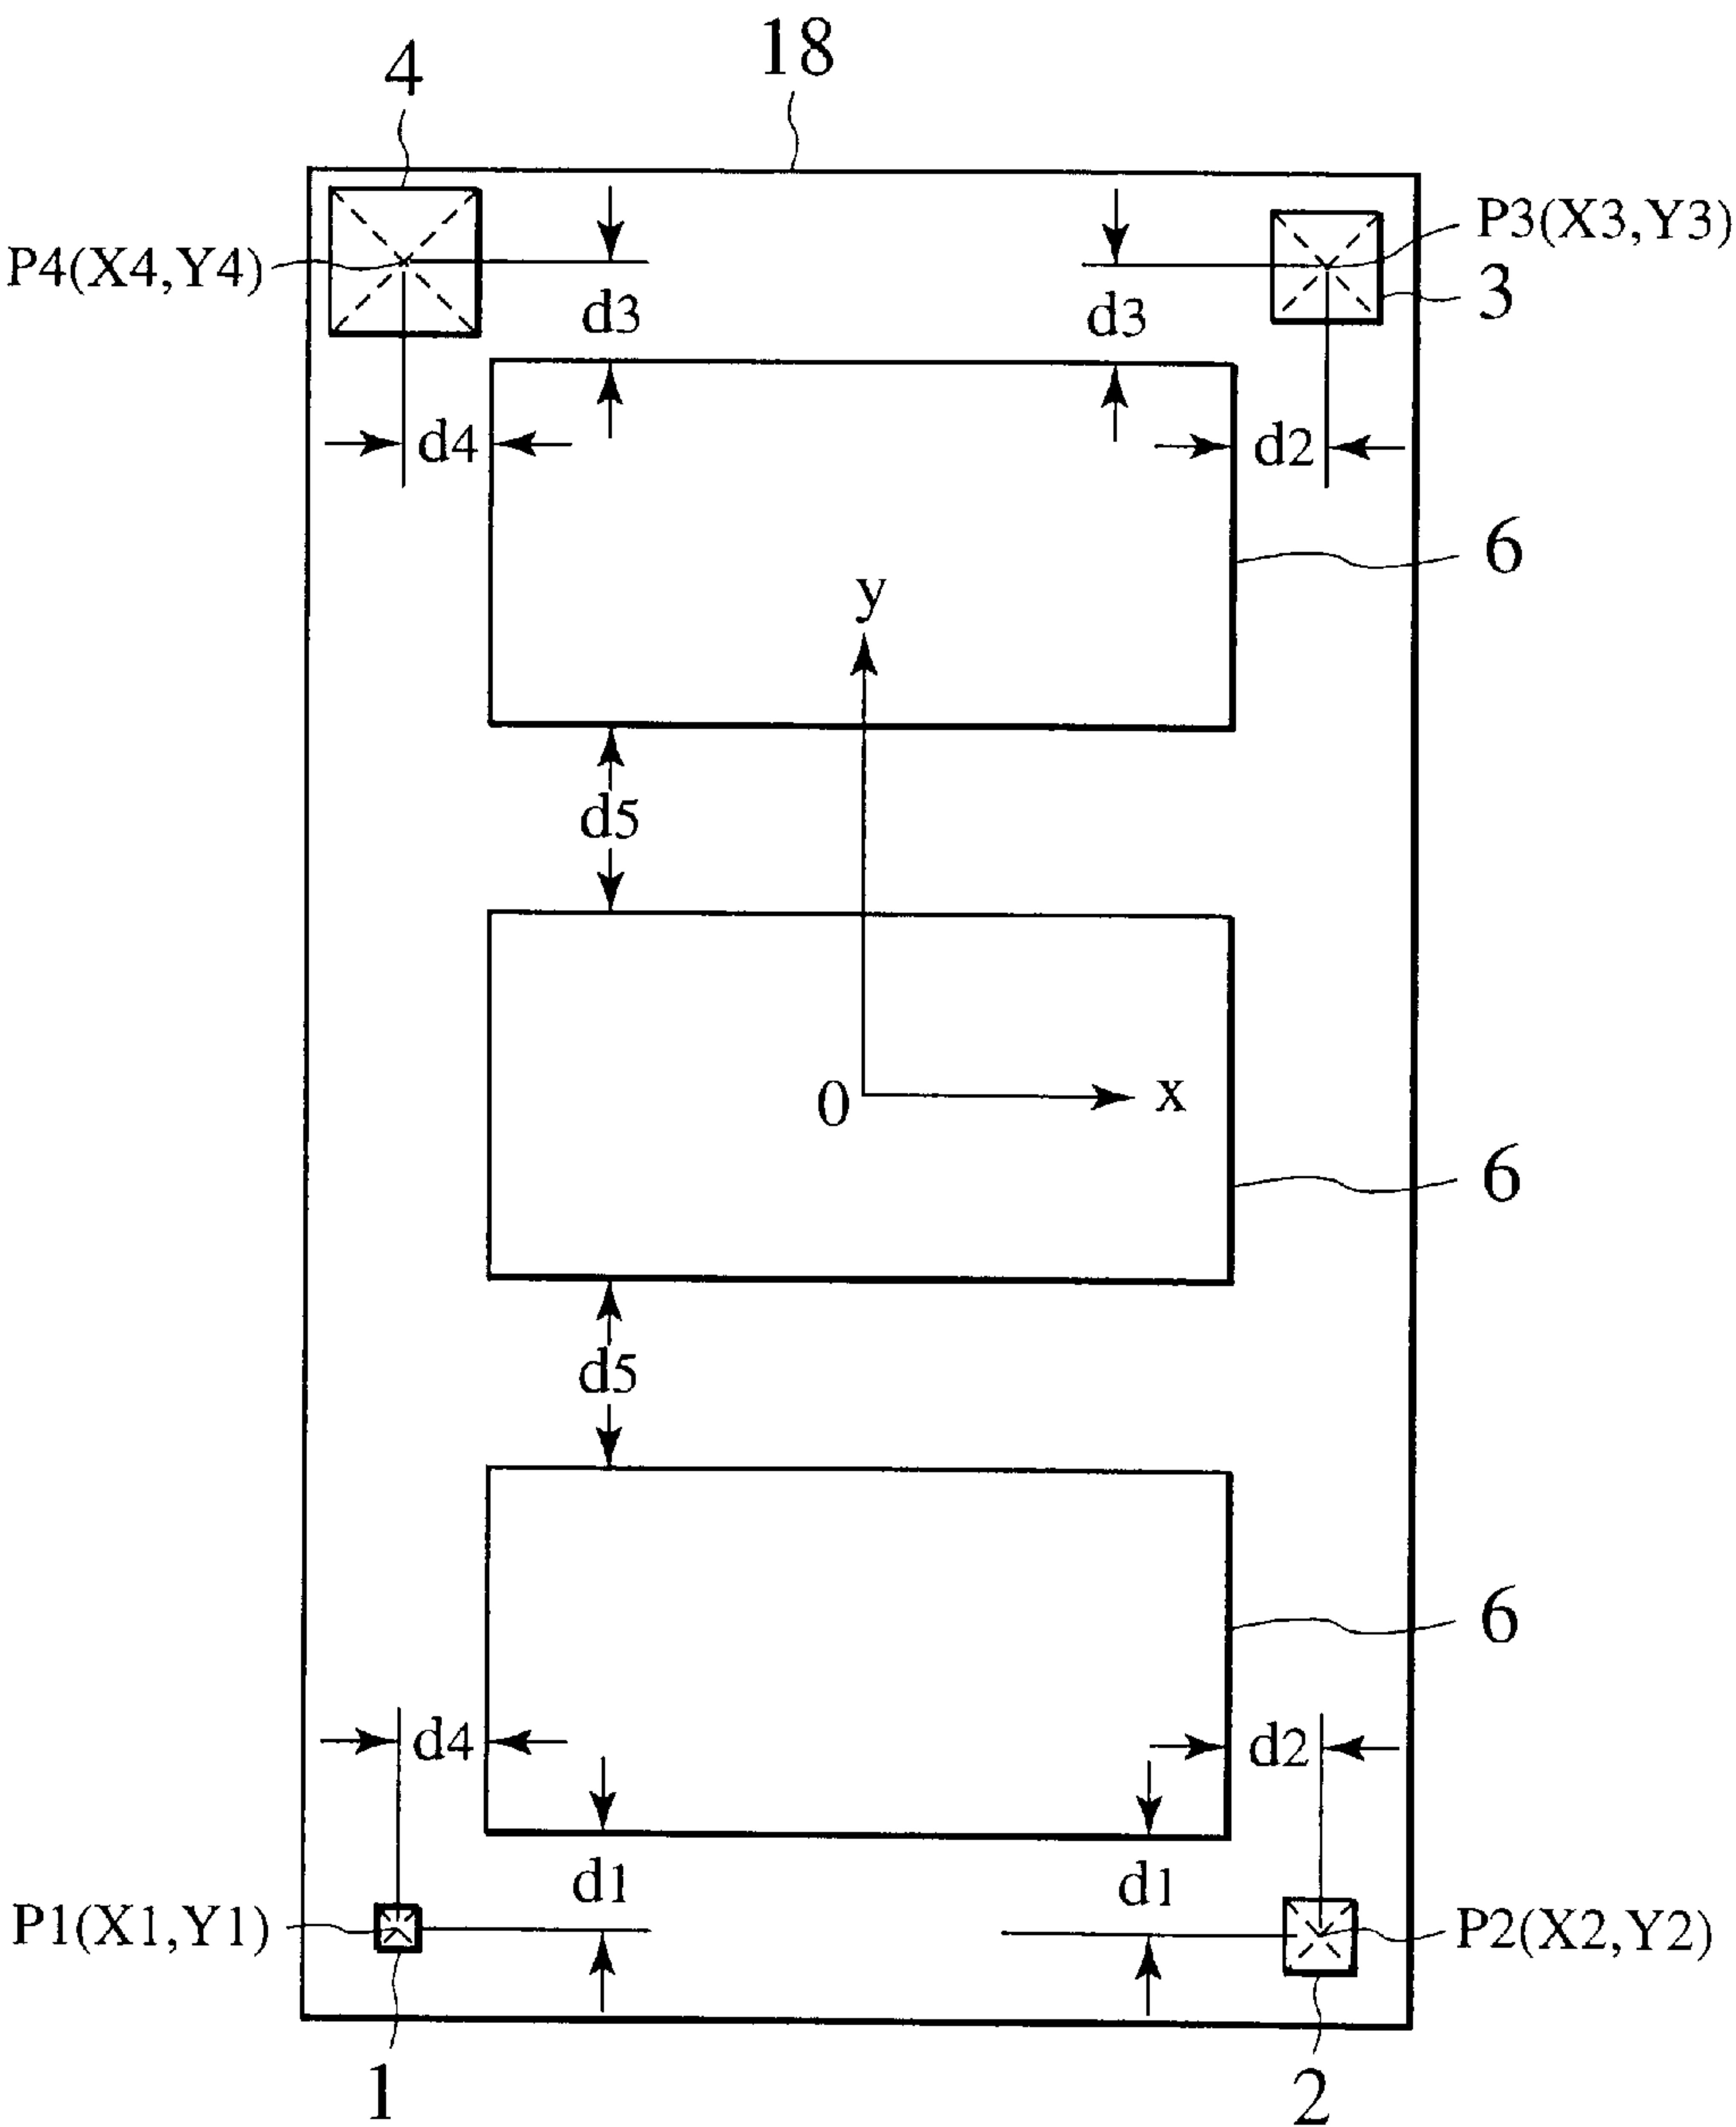 18
4
P3(X3,Y3)
P4(X4,Y4)
3
d3
d3
d4
d2
6
y
d5
0
x
6
d5
6
d4
d2
d1
d1
P1(X1,Y1)
P2(X2,Y2)
1
2